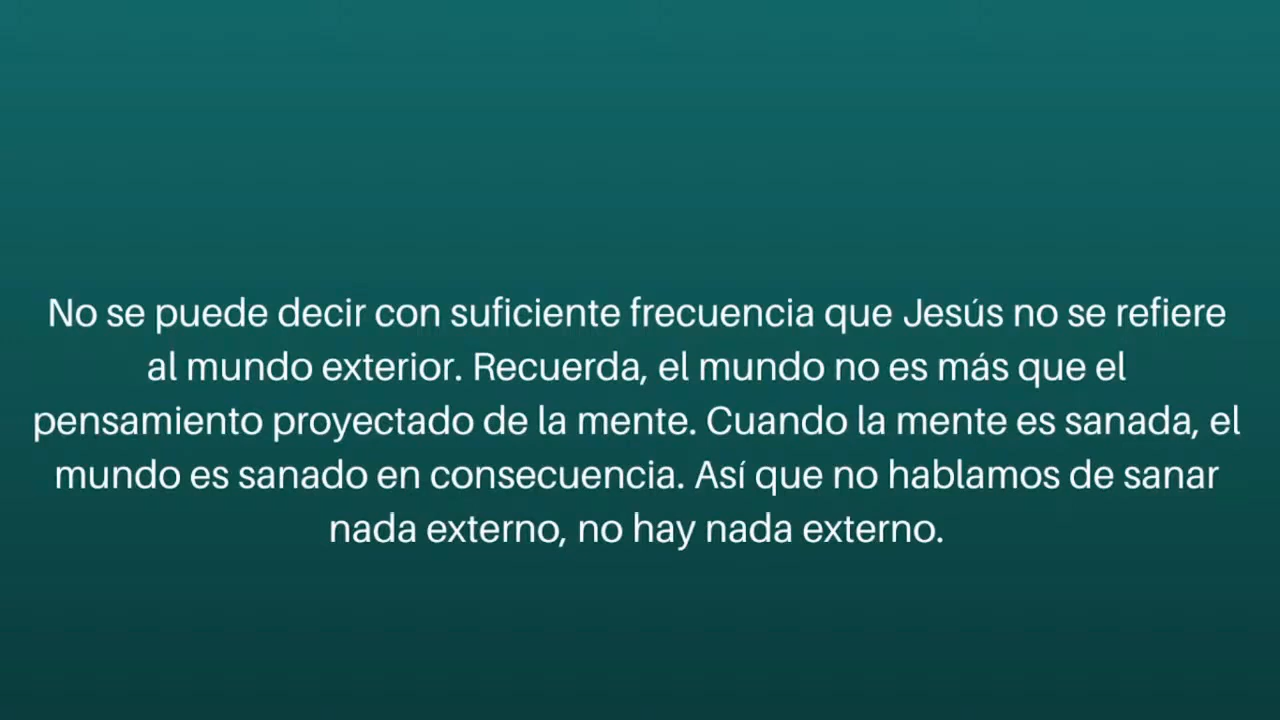 No se puede decir con suficiente frecuencia que Jesús no se refiere
al mundo exterior. Recuerda, el mundo no es más que el
pensamiento proyectado de la mente. Cuando la mente es sanada, el
mundo es sanado en consecuencia. Así que no hablamos de sanar
nada externo, no hay nada externo.